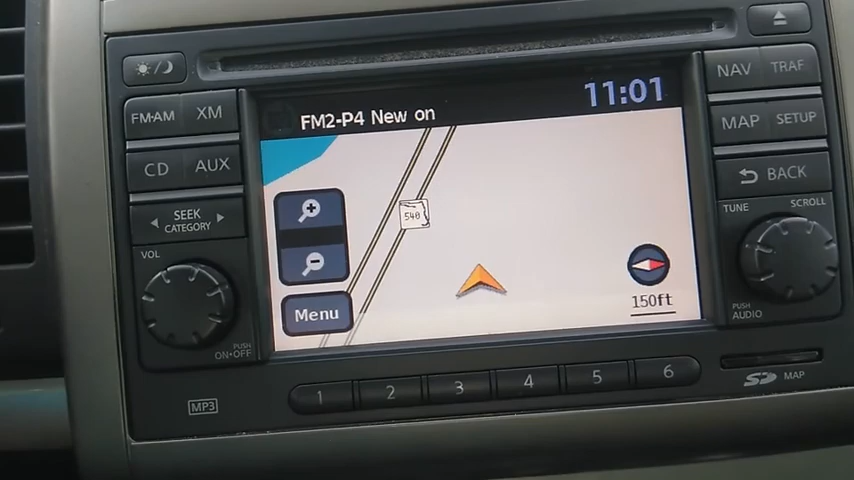 FM·AM XM
CD AUX
SEEK
CATEGORY
VOL
PUSH
ON·OFF
MP3
FM2-P4 New on
11:01
540
Menu
150ft
1 2 3 4 5 6
NAV TRAF
MAP SETUP
BACK
TUNE SCROLL
PUSH
AUDIO
SD MAP